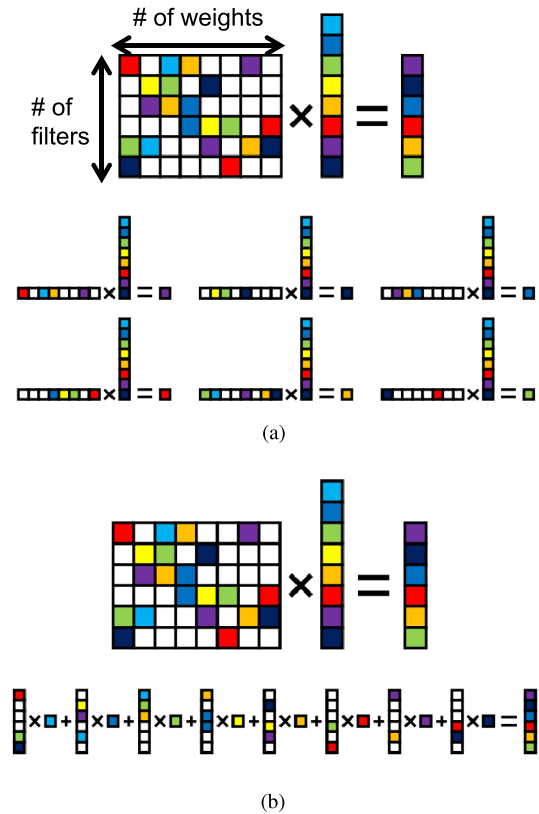 # of weights
# of
filters
× =
× = × = × =
× = × = × =
(a)
× =
× + × + × + × + × + × + × + × =
(b)